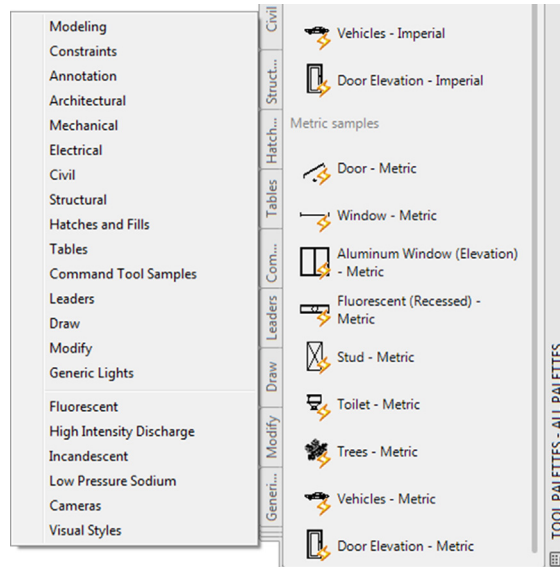 Modeling
Constraints
Annotation
Architectural
Mechanical
Electrical
Civil
Structural
Hatches and Fills
Tables
Command Tool Samples
Leaders
Draw
Modify
Generic Lights
Fluorescent
High Intensity Discharge
Incandescent
Low Pressure Sodium
Cameras
Visual Styles
Civil
Struct...
Hatch...
Tables
Com...
Leaders
Draw
Modify
Generi...
Vehicles - Imperial
Door Elevation - Imperial
Metric samples
Door - Metric
Window - Metric
Aluminum Window (Elevation)
- Metric
Fluorescent (Recessed) -
Metric
Stud - Metric
Toilet - Metric
Trees - Metric
Vehicles - Metric
Door Elevation - Metric
TOOL PALETTES - ALL PALETTES